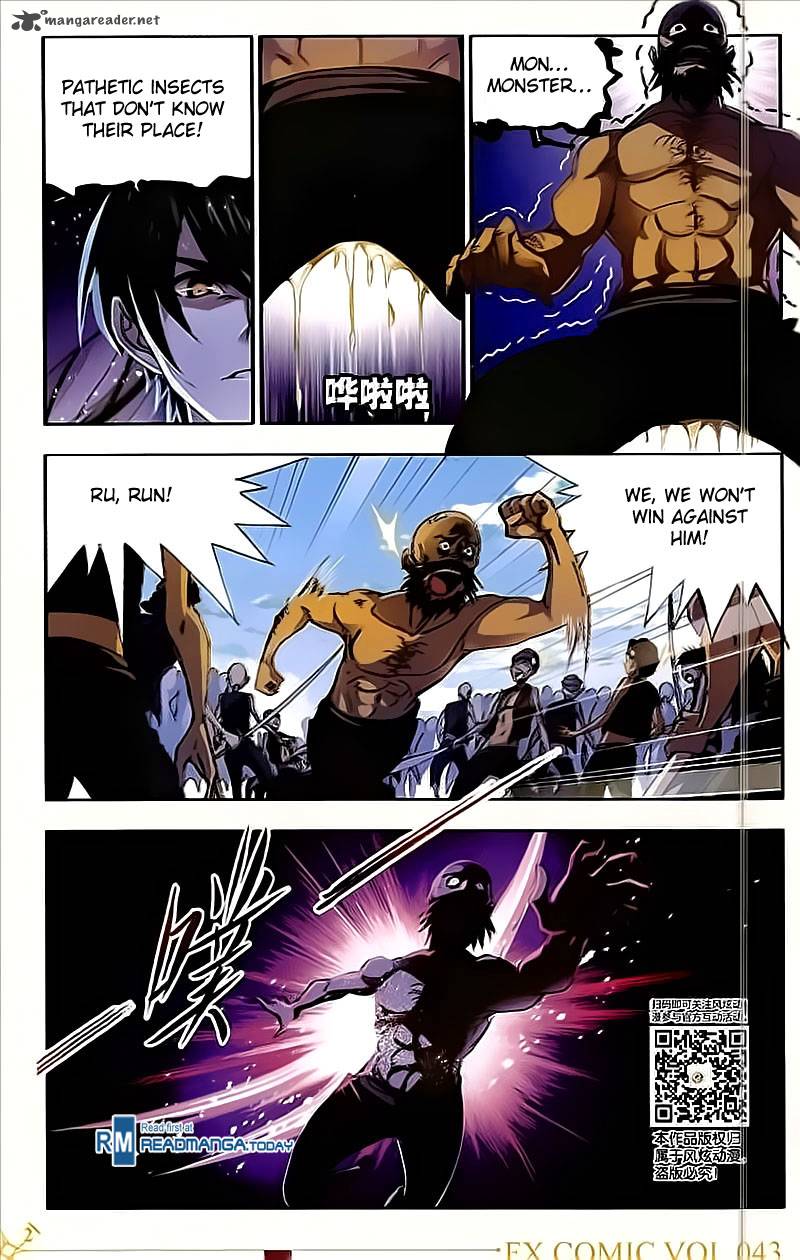 mangareader.net
PATHETIC INSECTS
THAT DON'T KNOW
THEIR PLACE!
哗啦啦
MON...
MONSTER...
RU, RUN!
WE, WE WON'T
WIN AGAINST
HIM!
噗
扫码即可关注风炫动
漫参与官方互动活动。
本作品版权归
属于风炫动漫，
盗版必究！
Read first at
RM READMANGA.TODAY
2
EX COMIC VOL.043